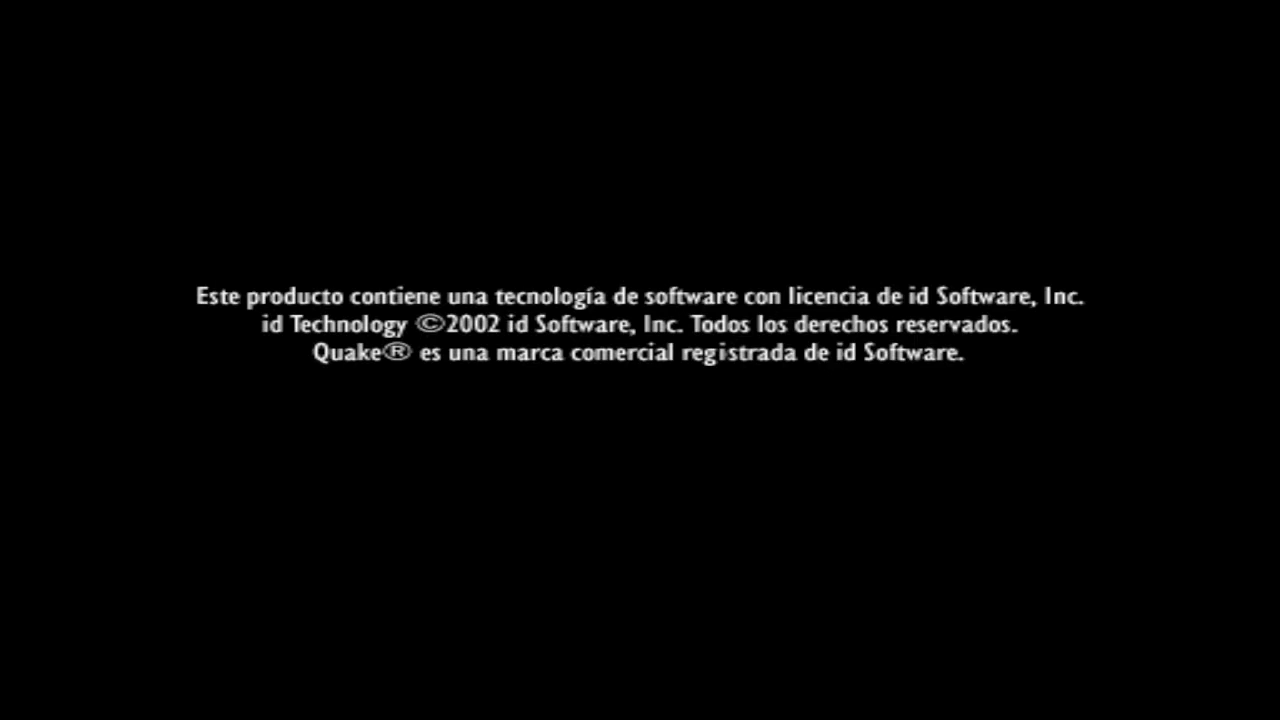 Este producto contiene una tecnología de software con licencia de id Software, Inc.
id Technology ©2002 id Software, Inc. Todos los derechos reservados.
Quake® es una marca comercial registrada de id Software.